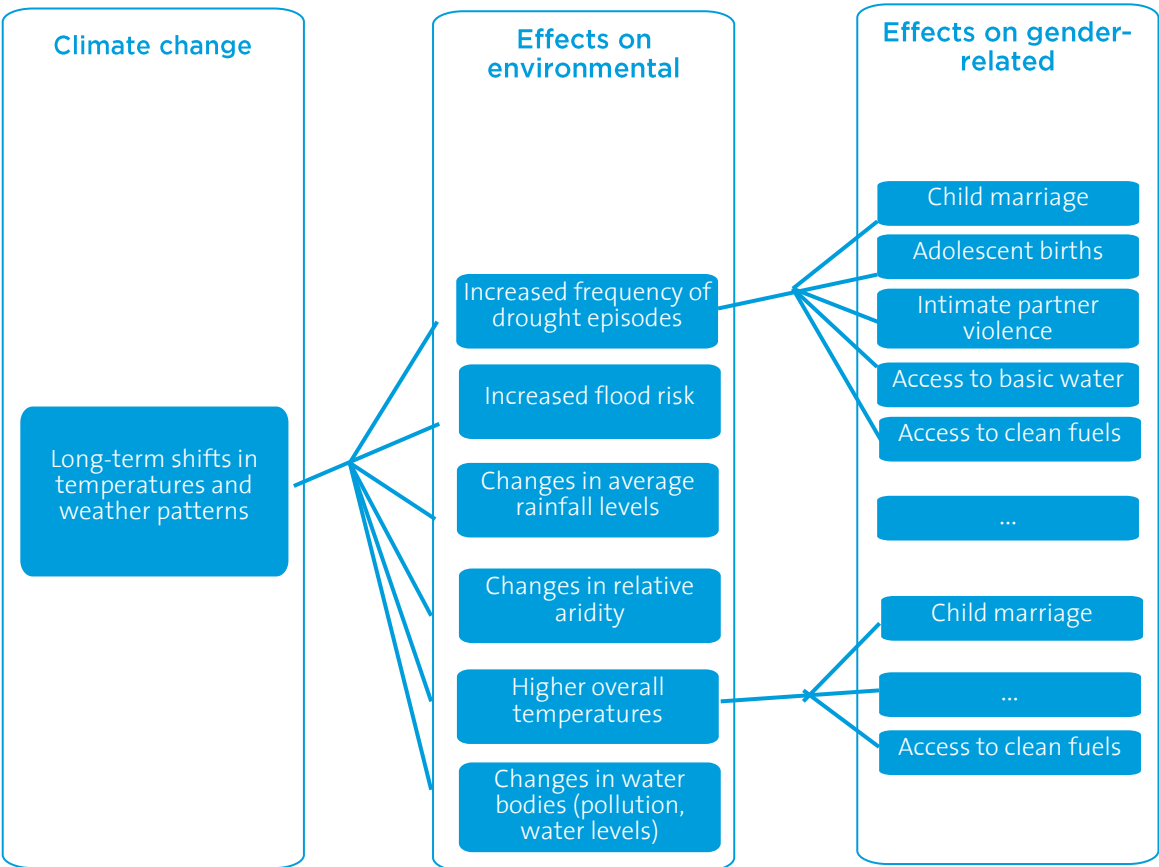 Climate change
Long-term shifts in
temperatures and
weather patterns
Effects on
environmental
Increased frequency of
drought episodes
Increased flood risk
Changes in average
rainfall levels
Changes in relative
aridity
Higher overall
temperatures
Changes in water
bodies (pollution,
water levels)
Effects on gender-
related
Child marriage
Adolescent births
Intimate partner
violence
Access to basic water
Access to clean fuels
...
Child marriage
...
Access to clean fuels